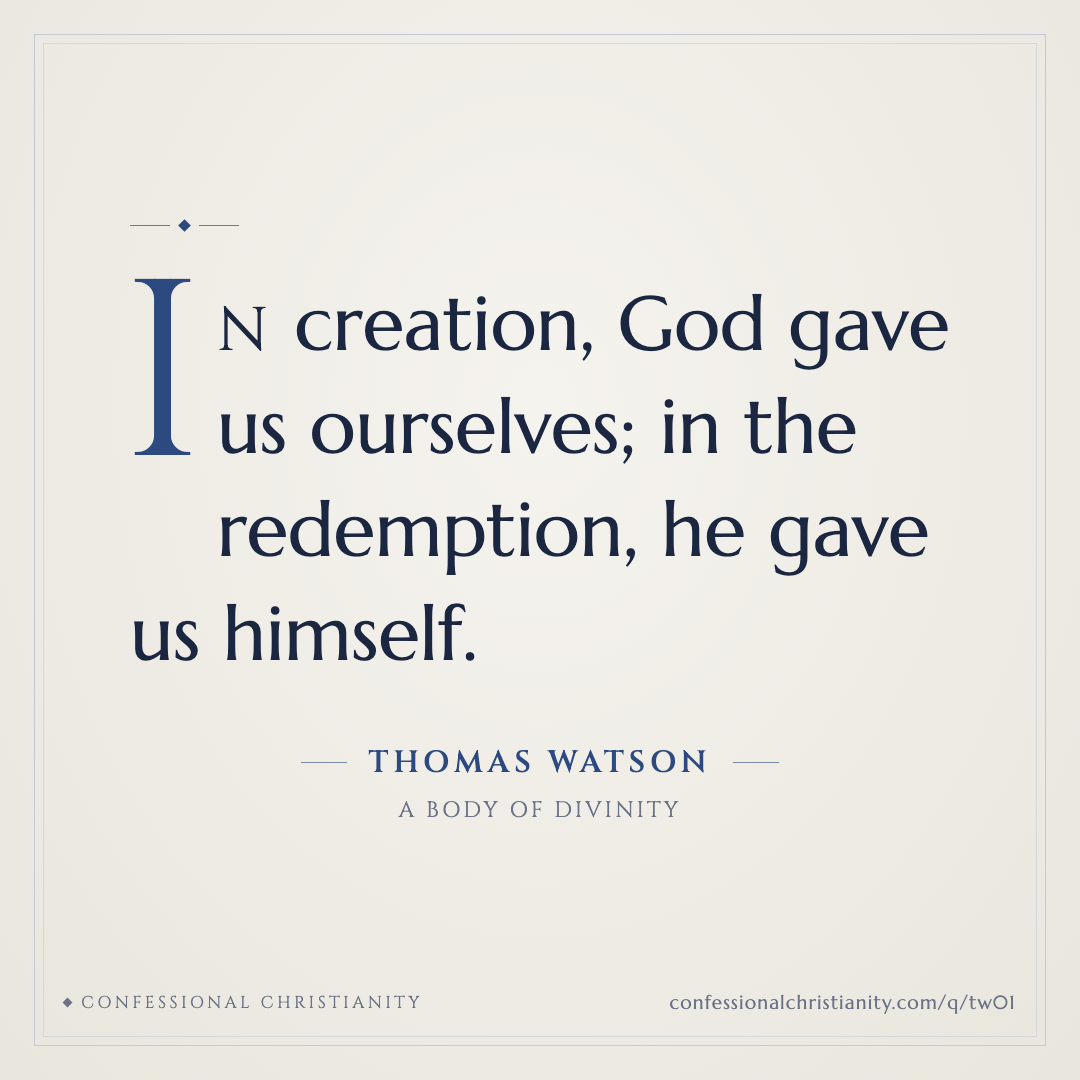 IN creation, God gave
us ourselves; in the
redemption, he gave
us himself.
THOMAS WATSON
A BODY OF DIVINITY
CONFESSIONAL CHRISTIANITY
confessionalchristianity.com/q/tw01